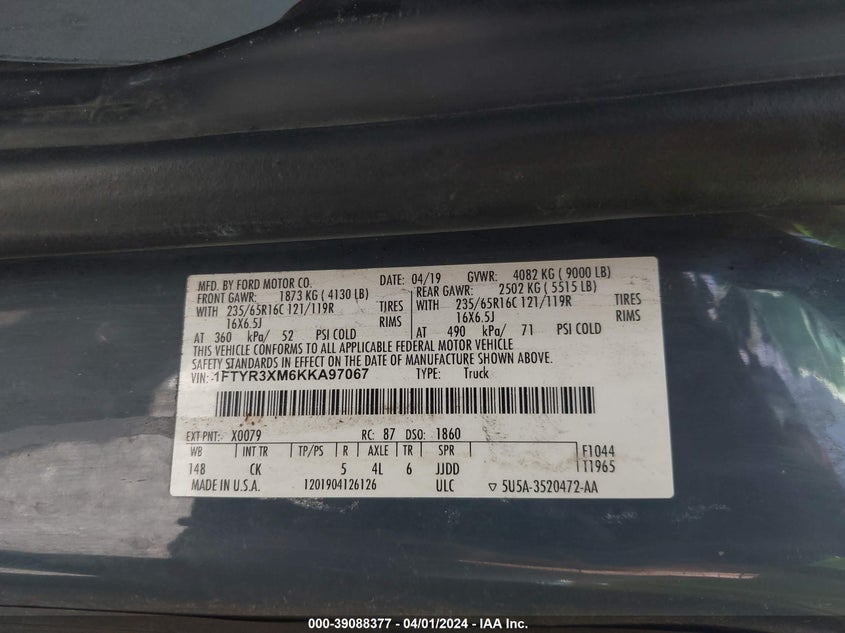 MFD. BY FORD MOTOR CO. DATE: 04/19 GVWR: 4082 KG ( 9000 LB)
FRONT GAWR: 1873 KG ( 4130 LB) REAR GAWR: 2502 KG ( 5515 LB)
WITH 235/65R16C 121/119R TIRES WITH 235/65R16C 121/119R TIRES
16X6.5J RIMS 16X6.5J RIMS
AT 360 kPa/ 52 PSI COLD AT 490 kPa/ 71 PSI COLD
THIS VEHICLE CONFORMS TO ALL APPLICABLE FEDERAL MOTOR VEHICLE
SAFETY STANDARDS IN EFFECT ON THE DATE OF MANUFACTURE SHOWN ABOVE.
VIN: 1FTYR3XM6KKA97067 TYPE: Truck
EXT PNT: X0079 RC: 87 DSO: 1860
WB INT TR TP/PS R AXLE TR SPR F1044
148 CK 5 4L 6 JJDD T1965
MADE IN U.S.A. 1201904126126 ULC ▽ 5U5A-3520472-AA
000-39088377 - 04/01/2024 - IAA Inc.